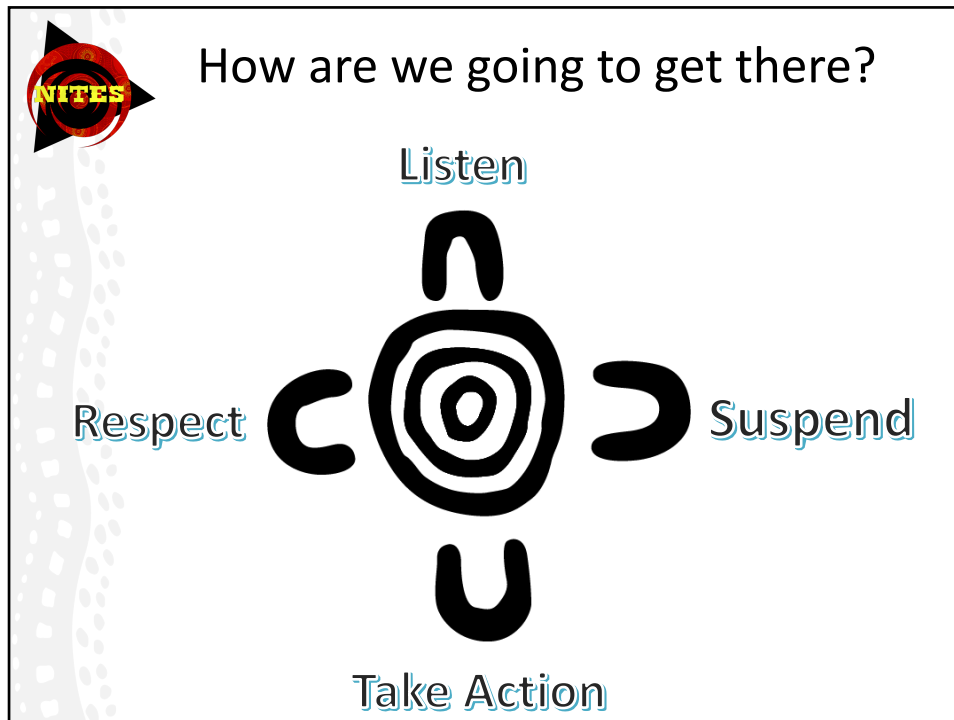 How are we going to get there?
NITES
Listen
Respect
Suspend
Take Action